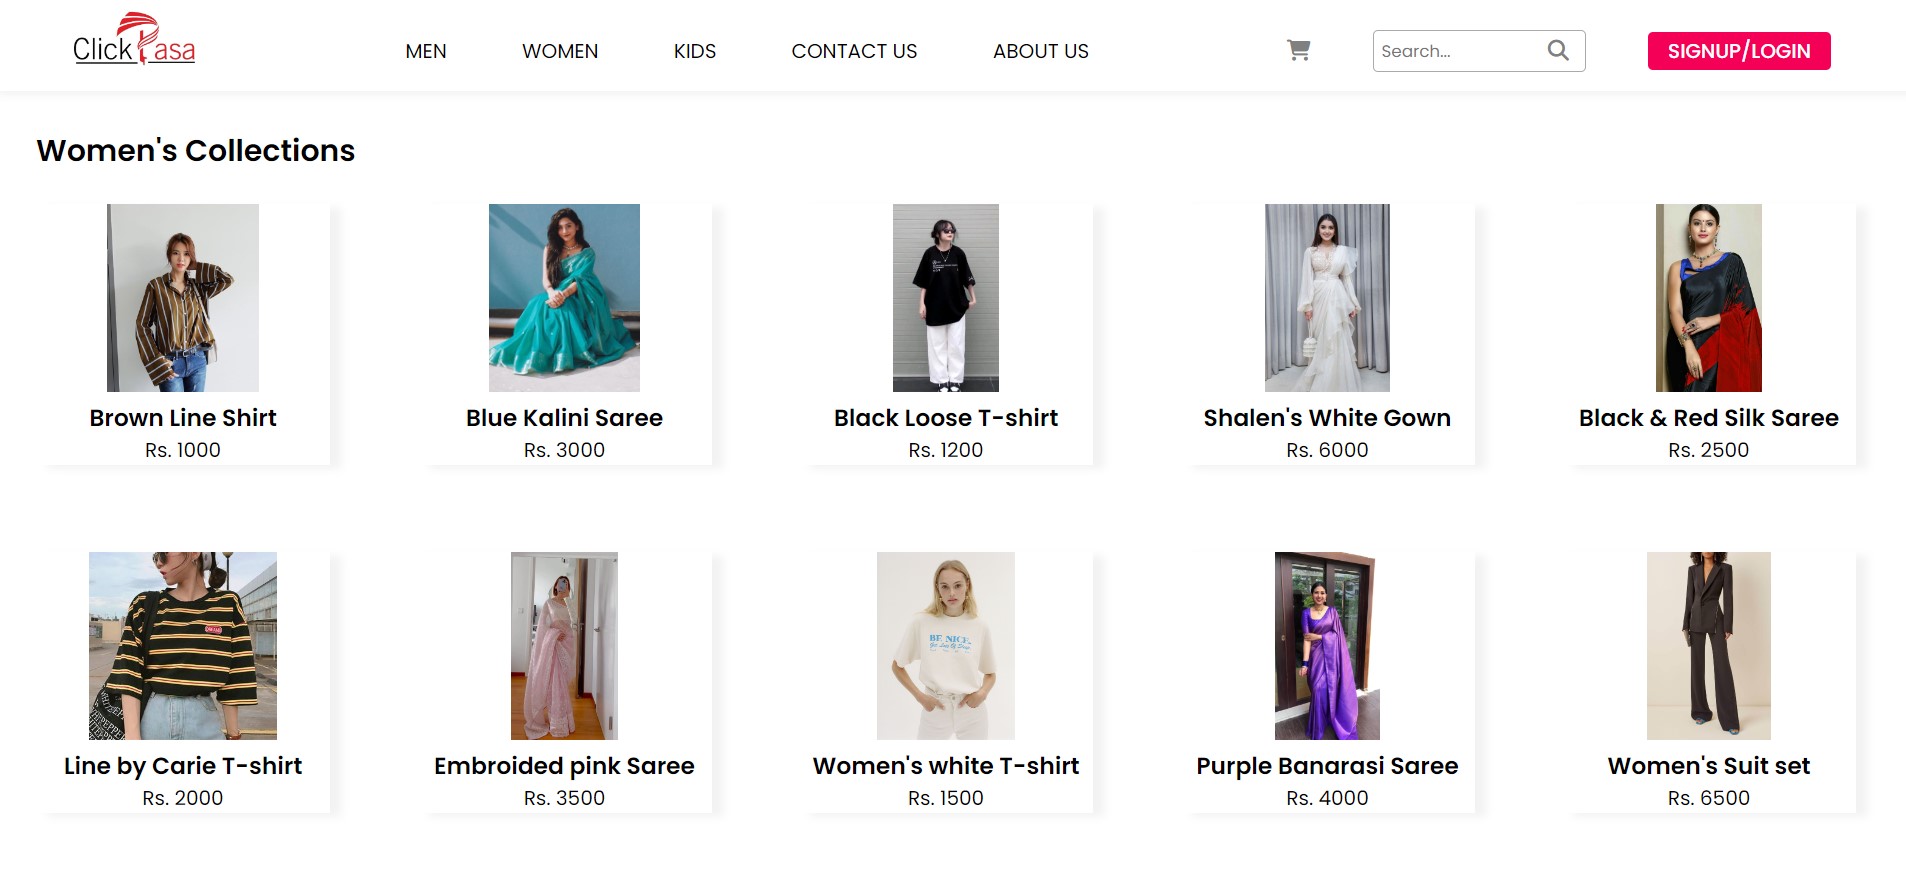 ClickPasa
MEN
WOMEN
KIDS
CONTACT US
ABOUT US
Search...
SIGNUP/LOGIN
Women's Collections
Brown Line Shirt
Rs. 1000
Blue Kalini Saree
Rs. 3000
Black Loose T-shirt
Rs. 1200
Shalen's White Gown
Rs. 6000
Black & Red Silk Saree
Rs. 2500
Line by Carie T-shirt
Rs. 2000
Embroided pink Saree
Rs. 3500
BE NICE.
Women's white T-shirt
Rs. 1500
Purple Banarasi Saree
Rs. 4000
Women's Suit set
Rs. 6500